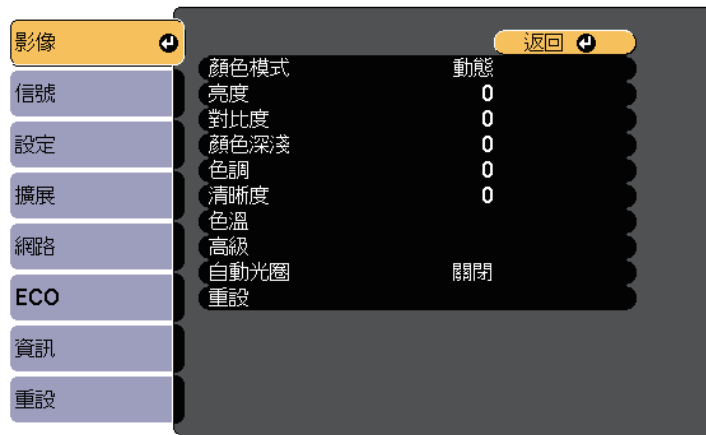 影像
返回
顏色模式 動態
信號
亮度 0
對比度 0
設定
顏色深淺 0
色調 0
擴展
清晰度 0
色溫
網路
高級
自動光圈 關閉
ECO
重設
資訊
重設